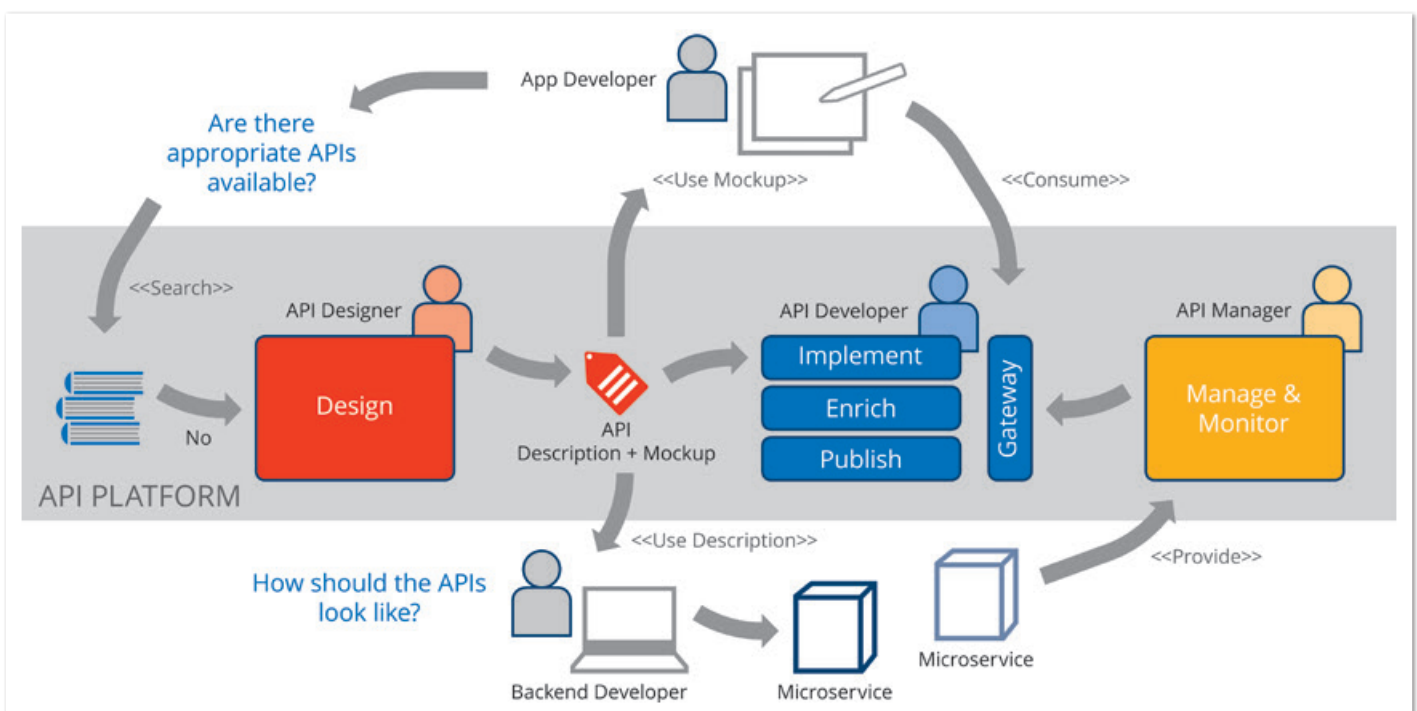 App Developer
Are there
appropriate APIs
available?
<<Use Mockup>>
<<Consume>>
<<Search>>
API Designer
API Developer
API Manager
Implement
Design
Enrich
Publish
Gateway
Manage &
Monitor
No
API
Description + Mockup
API PLATFORM
<<Use Description>>
<<Provide>>
How should the APIs
look like?
Backend Developer
Microservice
Microservice